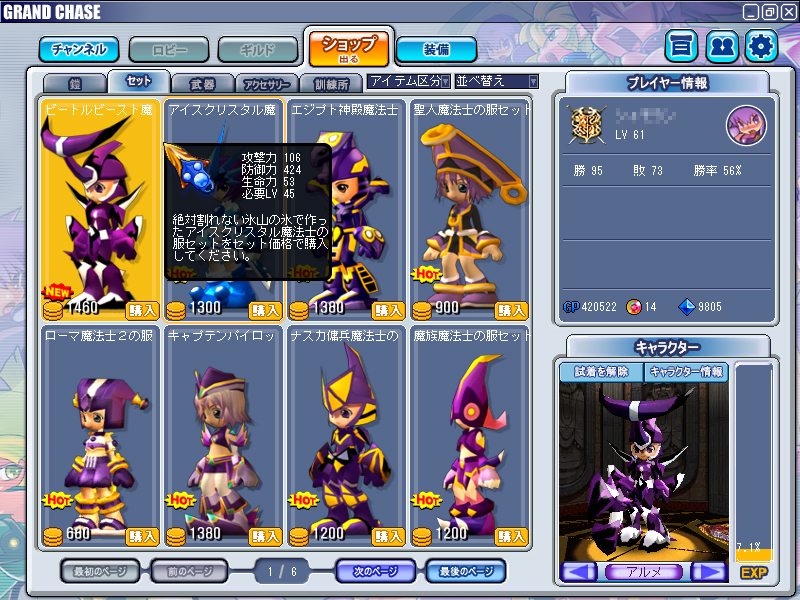 GRAND CHASE
チャンネル
ロビー
ギルド
ショップ
出る
装備
鎧
セット
武器
アクセサリー
訓練所
アイテム区分
並べ替え
ビートルビースト魔
アイスクリスタル魔
エジプト神殿魔法士
聖人魔法士の服セット
攻撃力 106
防御力 424
生命力 53
必要LV 45
絶対割れない氷山の氷で作っ
たアイスクリスタル魔法士の
服セットをセット価格で購入
してください。
NEW
HOT
HOT
HOT
1460 購入
1300 購入
1380 購入
900 購入
ローマ魔法士2の服
キャプテンパイロッ
ナスカ傭兵魔法士の
魔族魔法士の服セット
HOT
HOT
HOT
HOT
680 購入
1380 購入
1200 購入
1200 購入
最初のページ
前のページ
1 / 6
次のページ
最後のページ
プレイヤー情報
LV 61
勝 95 敗 73 勝率 56%
GP 420522 14 9805
キャラクター
試着を解除
キャラクター情報
7.1%
アルメ
EXP